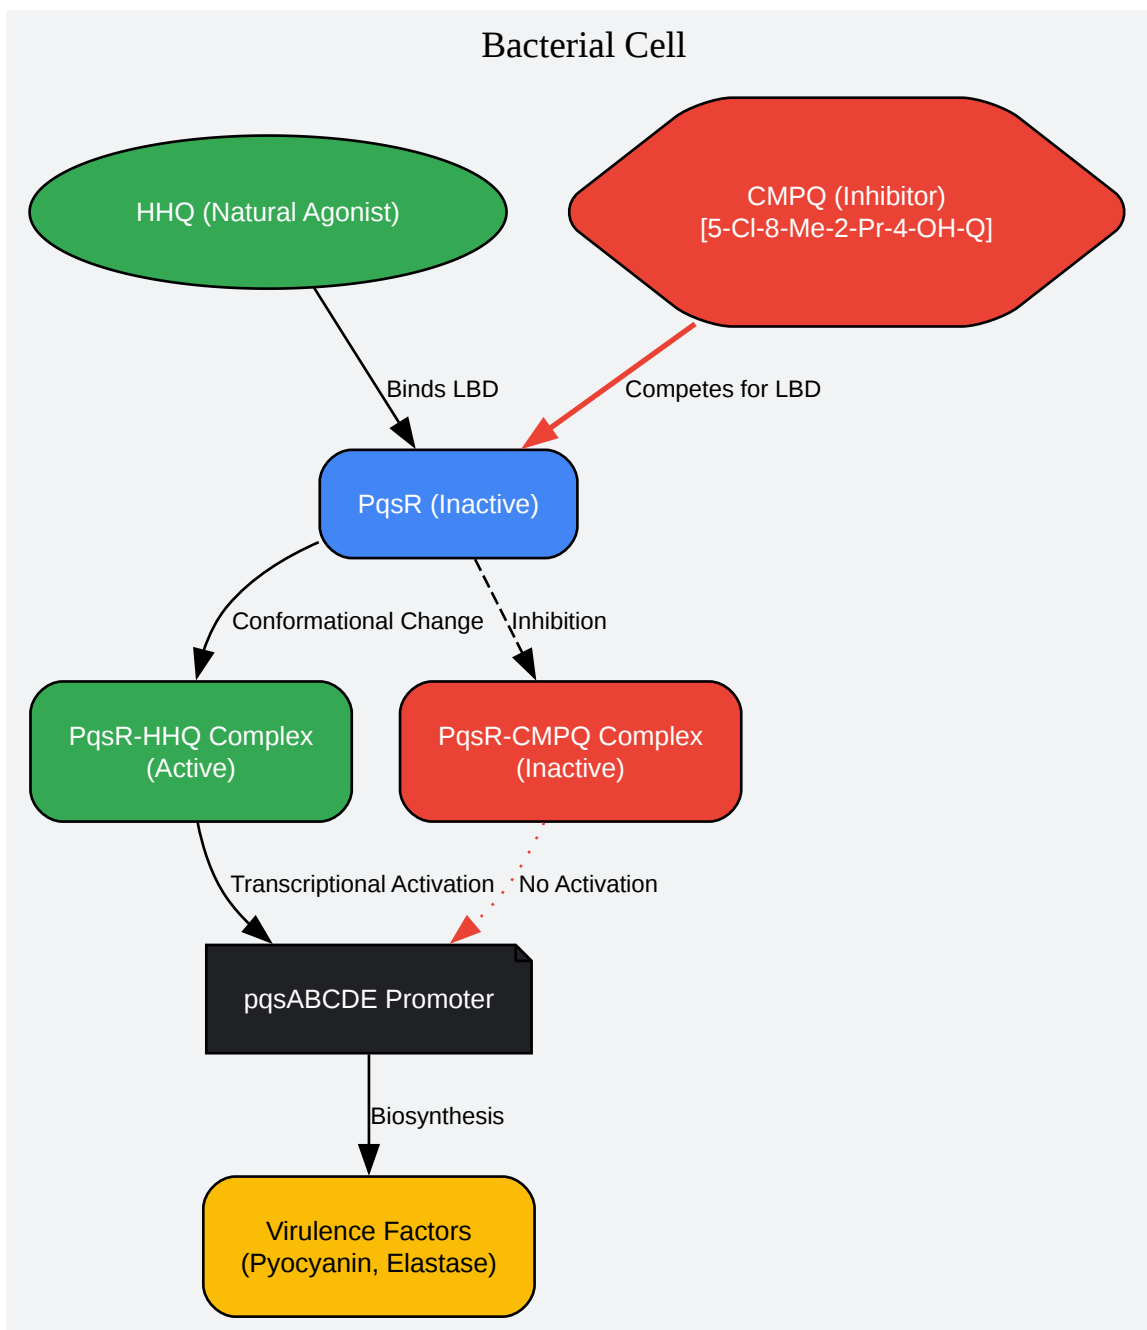 Bacterial Cell
HHQ (Natural Agonist)
CMPQ (Inhibitor)
[5-Cl-8-Me-2-Pr-4-OH-Q]
Binds LBD
Competes for LBD
PqsR (Inactive)
Conformational Change
Inhibition
PqsR-HHQ Complex
(Active)
PqsR-CMPQ Complex
(Inactive)
Transcriptional Activation
No Activation
pqsABCDE Promoter
Biosynthesis
Virulence Factors
(Pyocyanin, Elastase)